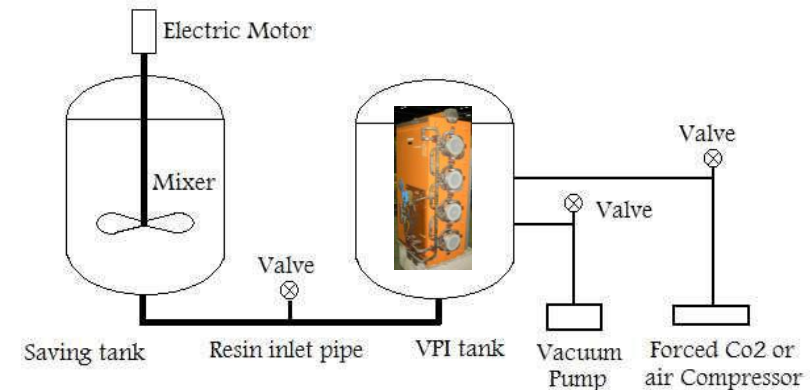 Electric Motor
Mixer
Valve
Valve
Valve
Saving tank
Resin inlet pipe
VPI tank
Vacuum
Pump
Forced Co2 or
air Compressor